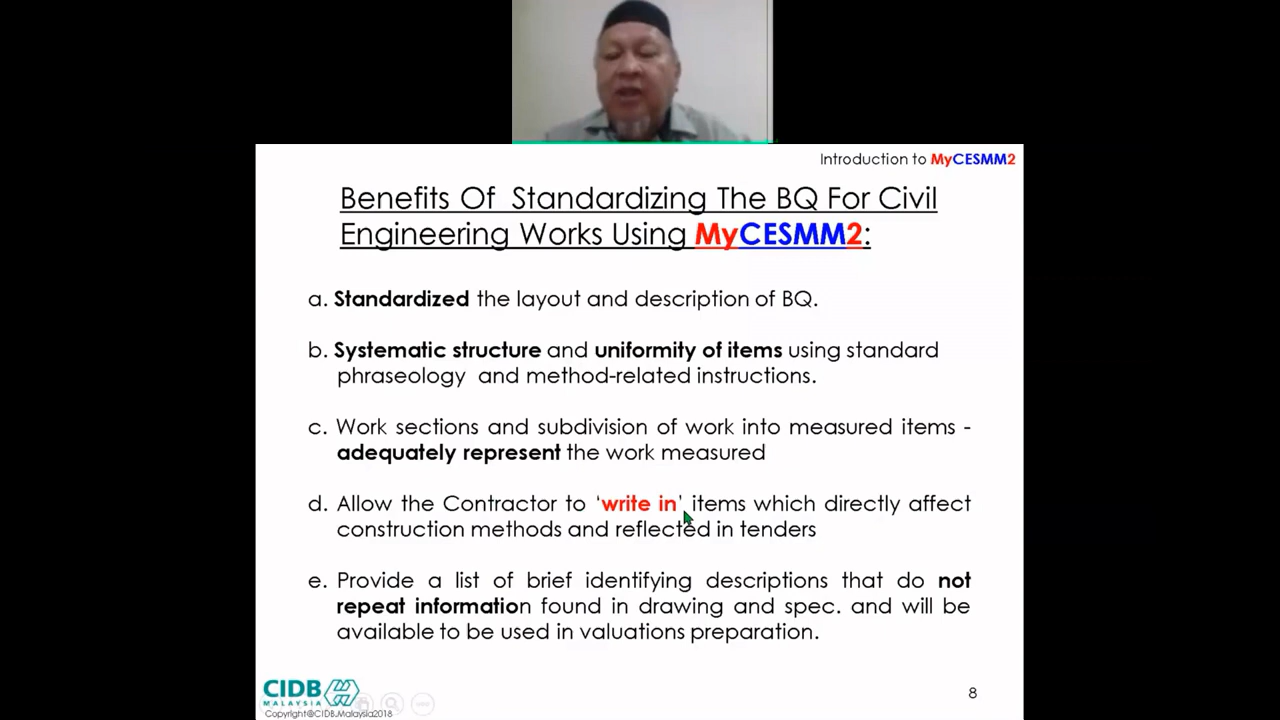 Introduction to MyCESMM2
Benefits Of Standardizing The BQ For Civil
Engineering Works Using MyCESMM2:
a. Standardized the layout and description of BQ.
b. Systematic structure and uniformity of items using standard
phraseology and method-related instructions.
c. Work sections and subdivision of work into measured items -
adequately represent the work measured
d. Allow the Contractor to 'write in' items which directly affect
construction methods and reflected in tenders
e. Provide a list of brief identifying descriptions that do not
repeat information found in drawing and spec. and will be
available to be used in valuations preparation.
CIDB
MALAYSIA
Copyright@CIDB.Malaysia2018
8